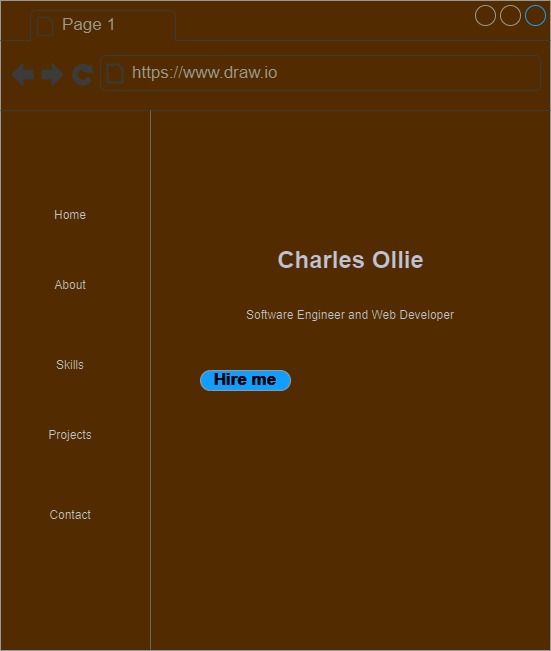 Page 1
https://www.draw.io
Home
About
Skills
Projects
Contact
Charles Ollie
Software Engineer and Web Developer
Hire me